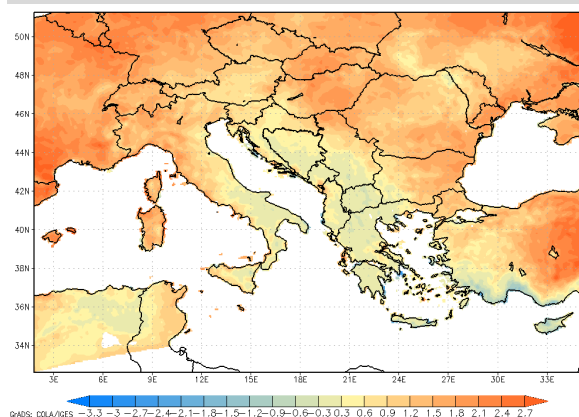 50N
48N
46N
44N
42N
40N
38N
36N
34N
3E 6E 9E 12E 15E 18E 21E 24E 27E 30E 33E
-3.3 -3 -2.7 -2.4 -2.1 -1.8 -1.5 -1.2 -0.9 -0.6 -0.3 0.3 0.6 0.9 1.2 1.5 1.8 2.1 2.4 2.7
GrADS: COLA/IGES